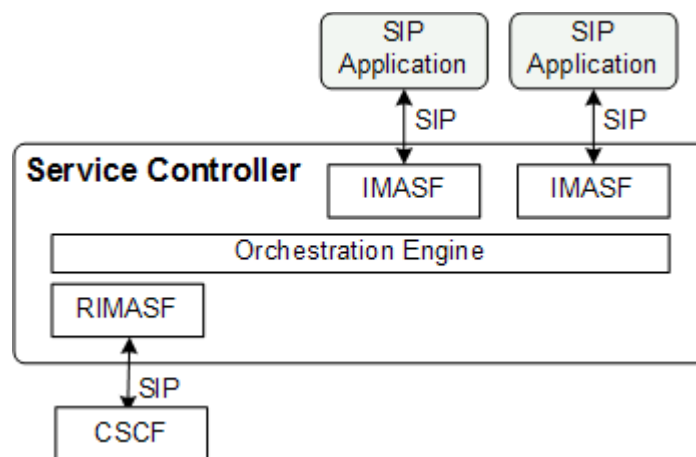 SIP
Application
SIP
Application
SIP
SIP
Service Controller
IMASF
IMASF
Orchestration Engine
RIMASF
SIP
CSCF